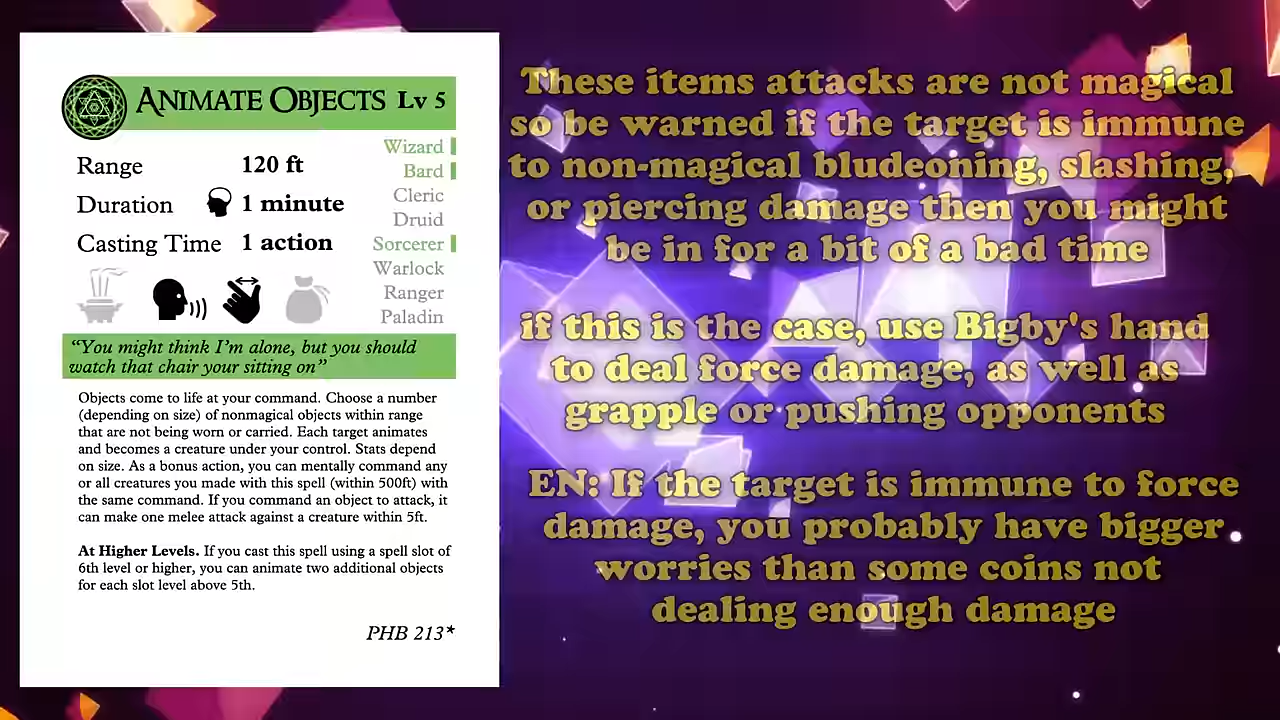 ANIMATE OBJECTS Lv 5
Range 120 ft
Duration 1 minute
Casting Time 1 action
Wizard
Bard
Cleric
Druid
Sorcerer
Warlock
Ranger
Paladin
“You might think I’m alone, but you should
watch that chair your sitting on”
Objects come to life at your command. Choose a number
(depending on size) of nonmagical objects within range
that are not being worn or carried. Each target animates
and becomes a creature under your control. Stats depend
on size. As a bonus action, you can mentally command any
or all creatures you made with this spell (within 500ft) with
the same command. If you command an object to attack, it
can make one melee attack against a creature within 5ft.
At Higher Levels. If you cast this spell using a spell slot of
6th level or higher, you can animate two additional objects
for each slot level above 5th.
PHB 213*
These items attacks are not magical
so be warned if the target is immune
to non-magical bludeoning, slashing,
or piercing damage then you might
be in for a bit of a bad time
if this is the case, use Bigby's hand
to deal force damage, as well as
grapple or pushing opponents
EN: If the target is immune to force
damage, you probably have bigger
worries than some coins not
dealing enough damage